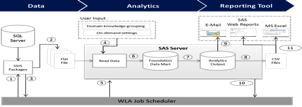 Data
Analytics
Reporting Tool
User Input
Domain knowledge grouping
On-demand settings
SQL Server
SSIS Packages
Flat File
SAS Server
Read Data
Foundation Data Mart
Analytics Output
CSV Files
E-Mail
SAS Web Reports
MS Excel
1
2
3
4
5
6
7
8
9
10
11
WLA Job Scheduler